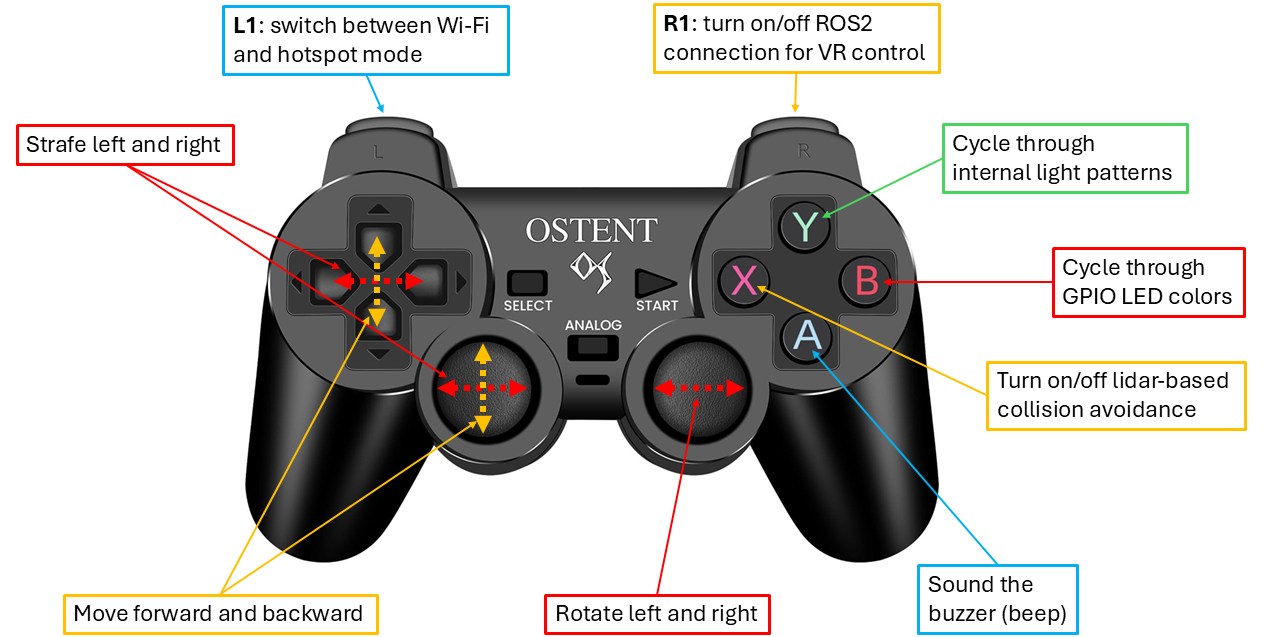 L1: switch between Wi-Fi
and hotspot mode
R1: turn on/off ROS2
connection for VR control
Strafe left and right
Cycle through
internal light patterns
L
R
OSTENT
SELECT
START
ANALOG
Y
X
B
A
Cycle through
GPIO LED colors
Turn on/off lidar-based
collision avoidance
Move forward and backward
Rotate left and right
Sound the
buzzer (beep)